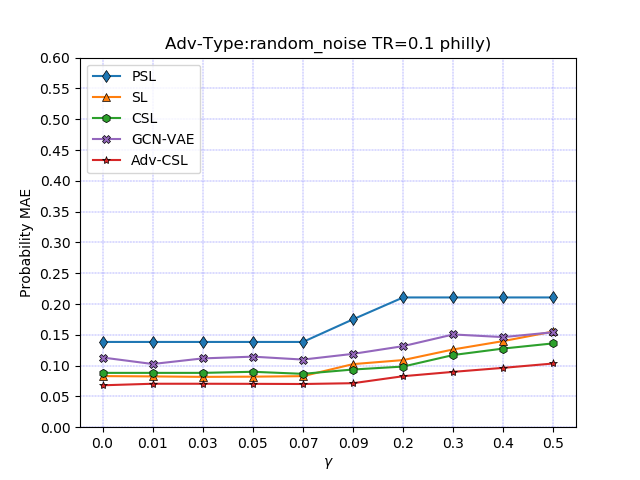 Adv-Type:random_noise TR=0.1 philly)
PSL
SL
CSL
GCN-VAE
Adv-CSL
Probability MAE
0.60
0.55
0.50
0.45
0.40
0.35
0.30
0.25
0.20
0.15
0.10
0.05
0.00
0.0 0.01 0.03 0.05 0.07 0.09 0.2 0.3 0.4 0.5
γ